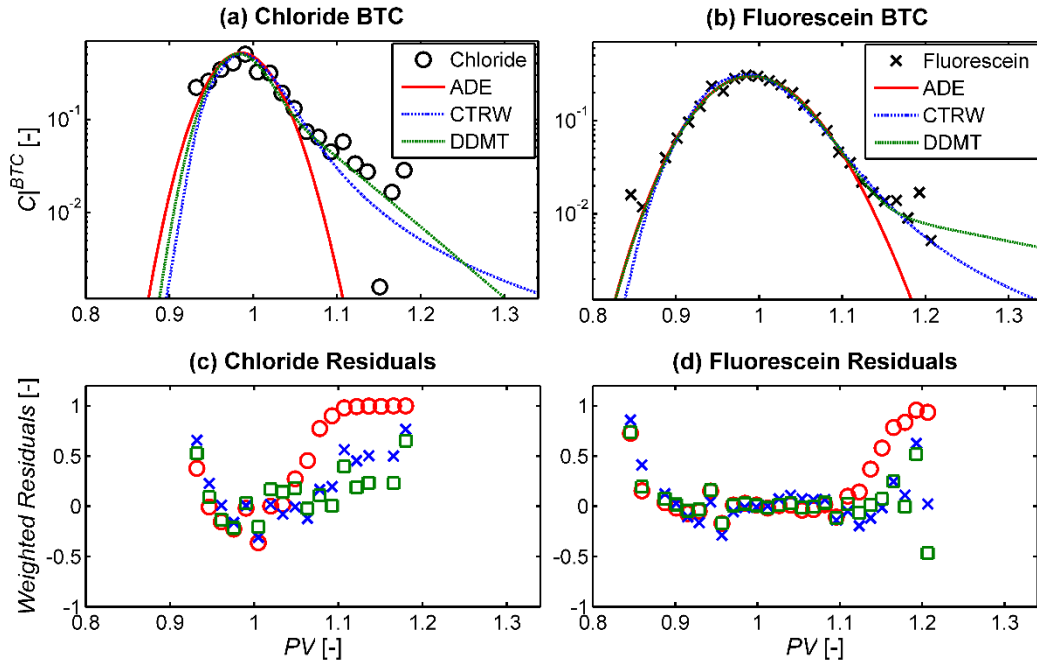 (a) Chloride BTC
(b) Fluorescein BTC
C|^BTC [-]
10^-1
10^-2
Chloride
ADE
CTRW
DDMT
0.8 0.9 1 1.1 1.2 1.3
10^-1
10^-2
Fluorescein
ADE
CTRW
DDMT
0.8 0.9 1 1.1 1.2 1.3
(c) Chloride Residuals
(d) Fluorescein Residuals
Weighted Residuals [-]
1
0.5
0
-0.5
-1
0.8 0.9 1 1.1 1.2 1.3
PV [-]
1
0.5
0
-0.5
-1
0.8 0.9 1 1.1 1.2 1.3
PV [-]